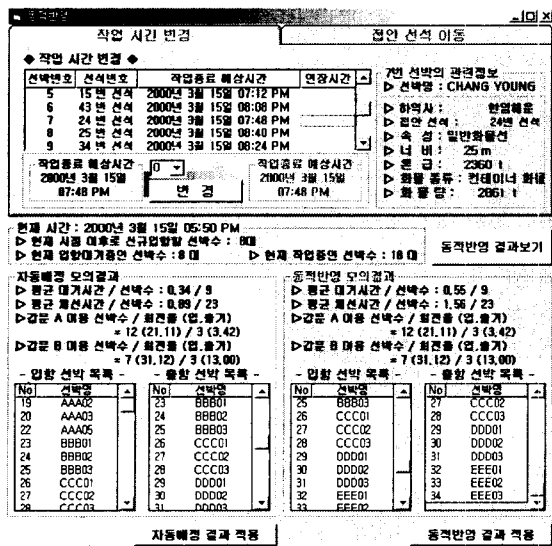 동적반영
작업 시간 변경
접안 선석 이동
◆ 작업 시간 변경 ◆
선박번호 선석번호 작업종료 예상시간 연장시간
5 15 번 선석 2000년 3월 15일 07:12 PM
6 43 번 선석 2000년 3월 15일 08:08 PM
7 24 번 선석 2000년 3월 15일 07:48 PM
8 25 번 선석 2000년 3월 15일 08:40 PM
9 34 번 선석 2000년 3월 15일 08:24 PM
작업종료 예상시간
2000년 3월 15일
07:48 PM
0
변 경
작업종료 예상시간
2000년 3월 15일
07:48 PM
7번 선박의 관련정보
▷ 선박명 : CHANG YOUNG
▷ 하역사 : 한염해운
▷ 접안 선석 : 24번 선석
▷ 속 성 : 일반화물선
▷ 너 비 : 25 m
▷ 톤 급 : 2360 t
▷ 화물 종류 : 컨테이너 화물
▷ 화 물 량 : 2861 t
현재 시간 : 2000년 3월 15일 05:50 PM
▷ 현재 시점 이후로 신규입항할 선박수 : 8대
▷ 현재 입항대기중인 선박수 : 8 대 ▷ 현재 작업중인 선박수 : 18 대
동적반영 결과보기
자동배정 모의결과
▷ 평균 대기시간 / 선박수 : 0,34 / 9
▷ 평균 체선시간 / 선박수 : 0,89 / 23
▷갑문 A 이용 선박수 / 회전율 (입,출거)
= 12 (21,11) / 3 (3,42)
▷갑문 B 이용 선박수 / 회전율 (입,출거)
= 7 (31,12) / 3 (13,00)
- 입항 선박 목록 -
No 선박명
19 AAA02
20 AAA03
22 AAA05
23 BBB01
24 BBB02
25 BBB03
26 CCC01
27 CCC02
28 CCC03
- 출항 선박 목록 -
No 선박명
23 BBB01
24 BBB02
25 BBB03
26 CCC01
27 CCC02
28 CCC03
29 DDD01
30 DDD02
31 DDD03
동적반영 모의결과
▷ 평균 대기시간 / 선박수 : 0,55 / 9
▷ 평균 체선시간 / 선박수 : 1,56 / 23
▷갑문 A 이용 선박수 / 회전율 (입,출거)
= 12 (21,11) / 3 (3,42)
▷갑문 B 이용 선박수 / 회전율 (입,출거)
= 7 (31,12) / 3 (13,00)
- 입항 선박 목록 -
No 선박명
25 BBB03
26 CCC01
27 CCC02
28 CCC03
29 DDD01
30 DDD02
31 DDD03
32 EEE01
33 EEE02
- 출항 선박 목록 -
No 선박명
27 CCC02
28 CCC03
29 DDD01
30 DDD02
31 DDD03
32 EEE01
33 EEE02
34 EEE03
자동배정 결과 적용
동적반영 결과 적용